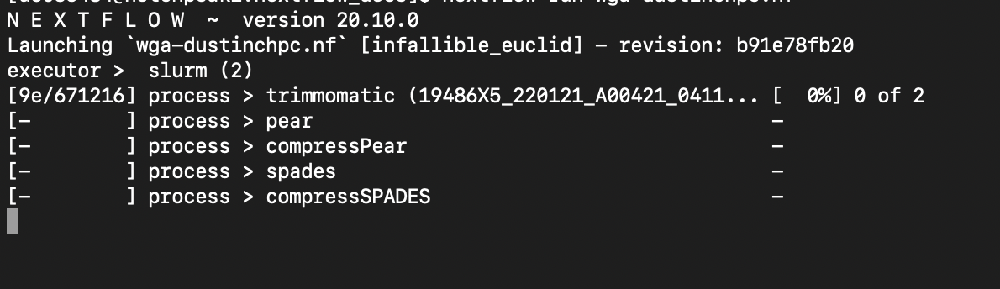 N E X T F L O W  ~  version 20.10.0
Launching `wga-dustinchpc.nf` [infallible_euclid] - revision: b91e78fb20
executor >  slurm (2)
[9e/671216] process > trimmomatic (19486X5_220121_A00421_0411... [  0%] 0 of 2
[-        ] process > pear                                       -
[-        ] process > compressPear                               -
[-        ] process > spades                                     -
[-        ] process > compressSPADES                             -